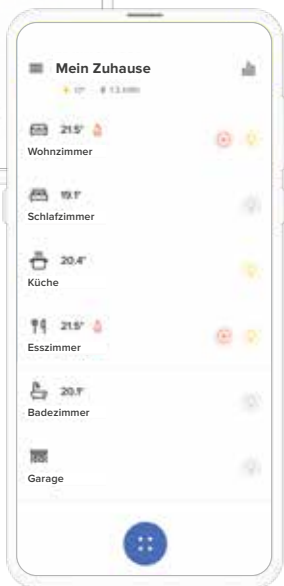 Mein Zuhause
21.5°
Wohnzimmer
19.1°
Schlafzimmer
20.4°
Küche
21.5°
Esszimmer
20.1°
Badezimmer
Garage